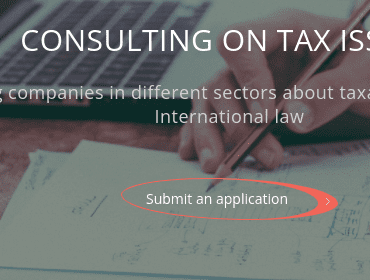 CONSULTING ON TAX ISS
companies in different sectors about taxa
International law
Submit an application